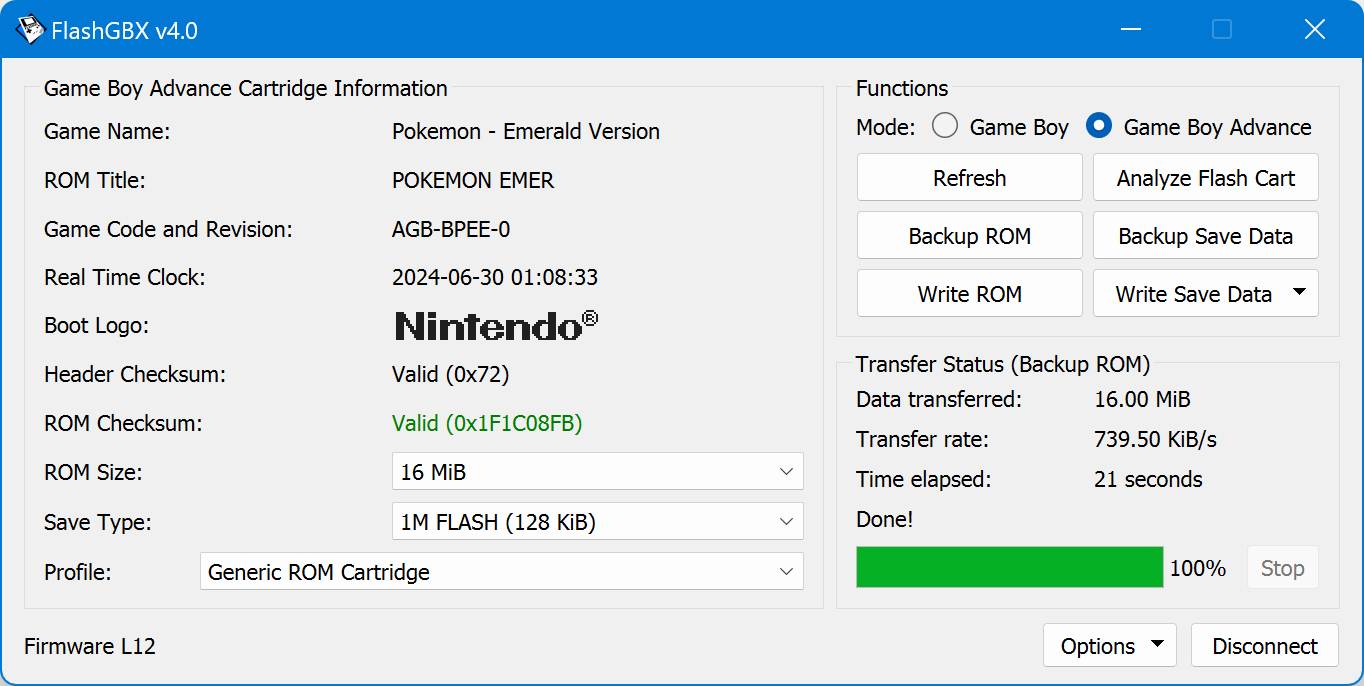 FlashGBX v4.0
Game Boy Advance Cartridge Information
Game Name: Pokemon - Emerald Version
ROM Title: POKEMON EMER
Game Code and Revision: AGB-BPEE-0
Real Time Clock: 2024-06-30 01:08:33
Boot Logo: Nintendo®
Header Checksum: Valid (0x72)
ROM Checksum: Valid (0x1F1C08FB)
ROM Size: 16 MiB
Save Type: 1M FLASH (128 KiB)
Profile: Generic ROM Cartridge
Functions
Mode: Game Boy Game Boy Advance
Refresh Analyze Flash Cart
Backup ROM Backup Save Data
Write ROM Write Save Data
Transfer Status (Backup ROM)
Data transferred: 16.00 MiB
Transfer rate: 739.50 KiB/s
Time elapsed: 21 seconds
Done!
100% Stop
Firmware L12 Options Disconnect